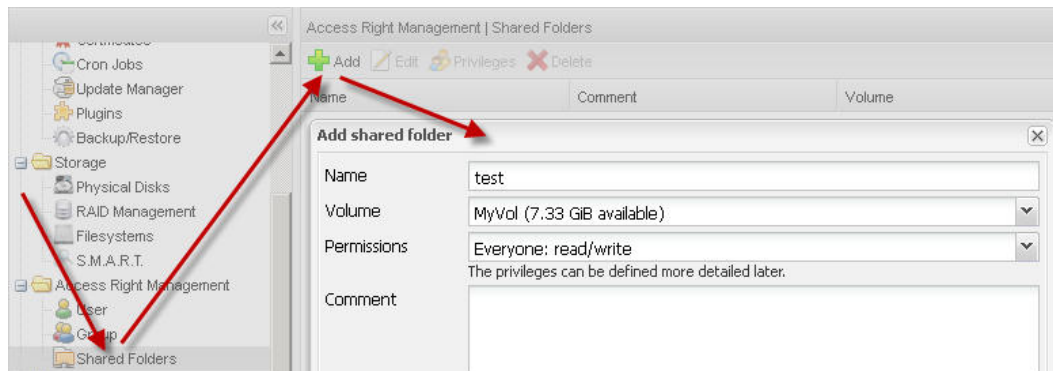 Certificates
Cron Jobs
Update Manager
Plugins
Backup/Restore
Storage
Physical Disks
RAID Management
Filesystems
S.M.A.R.T.
Access Right Management
User
Group
Shared Folders
Access Right Management | Shared Folders
Add Edit Privileges Delete
Name Comment Volume
Add shared folder
Name test
Volume MyVol (7.33 GiB available)
Permissions Everyone: read/write
The privileges can be defined more detailed later.
Comment